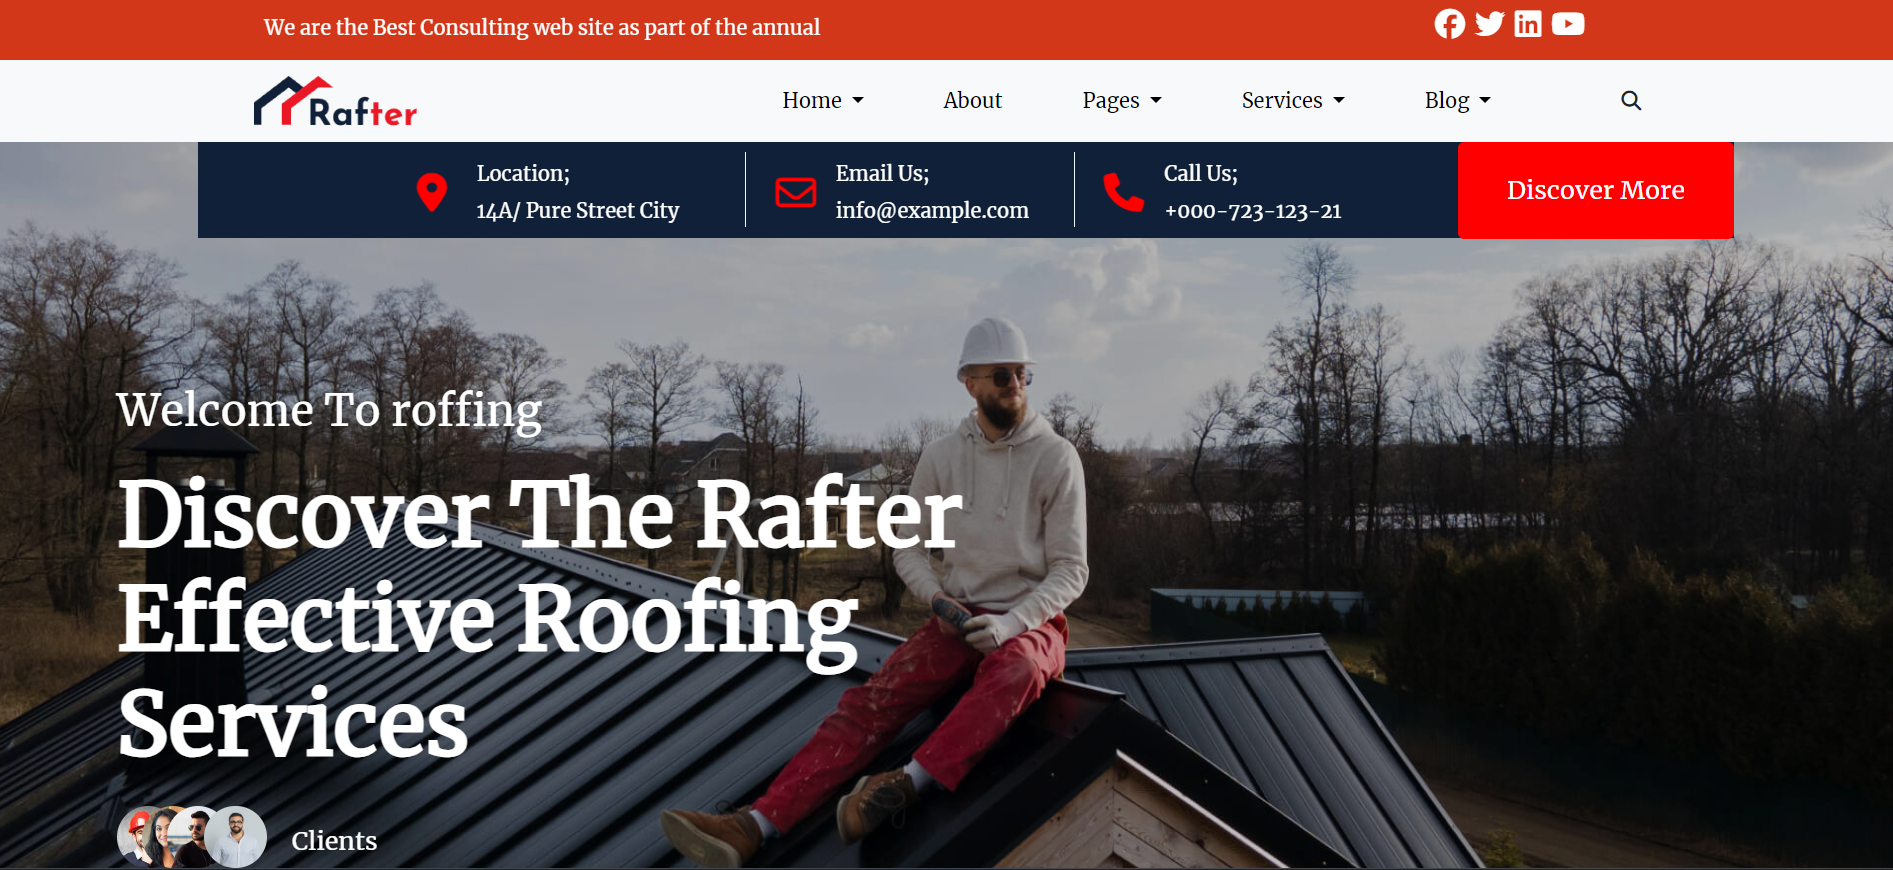 We are the Best Consulting web site as part of the annual
Rafter
Home
About
Pages
Services
Blog
Location;
14A/ Pure Street City
Email Us;
info@example.com
Call Us;
+000-723-123-21
Discover More
Welcome To roffing
Discover The Rafter
Effective Roofing
Services
Clients